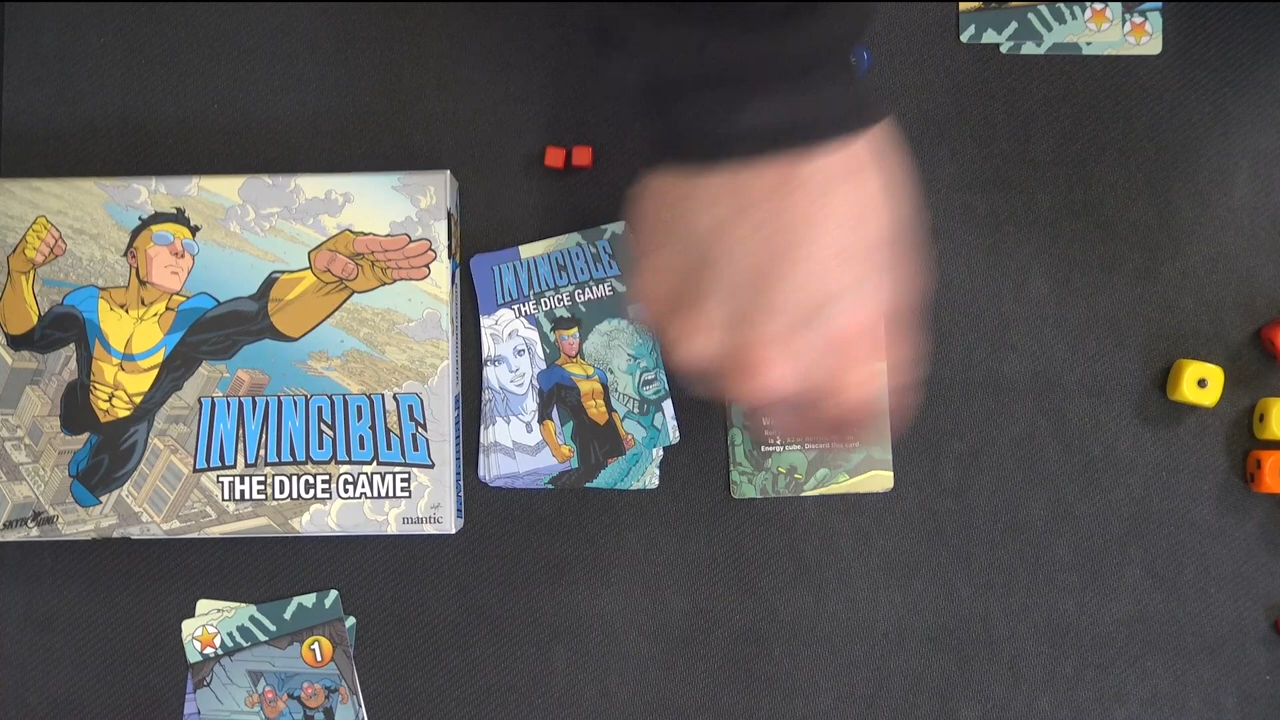 INVINCIBLE
THE DICE GAME
SKYBOUND
mantic
INVINCIBLE
THE DICE GAME
Energy cube. Discard this card
1